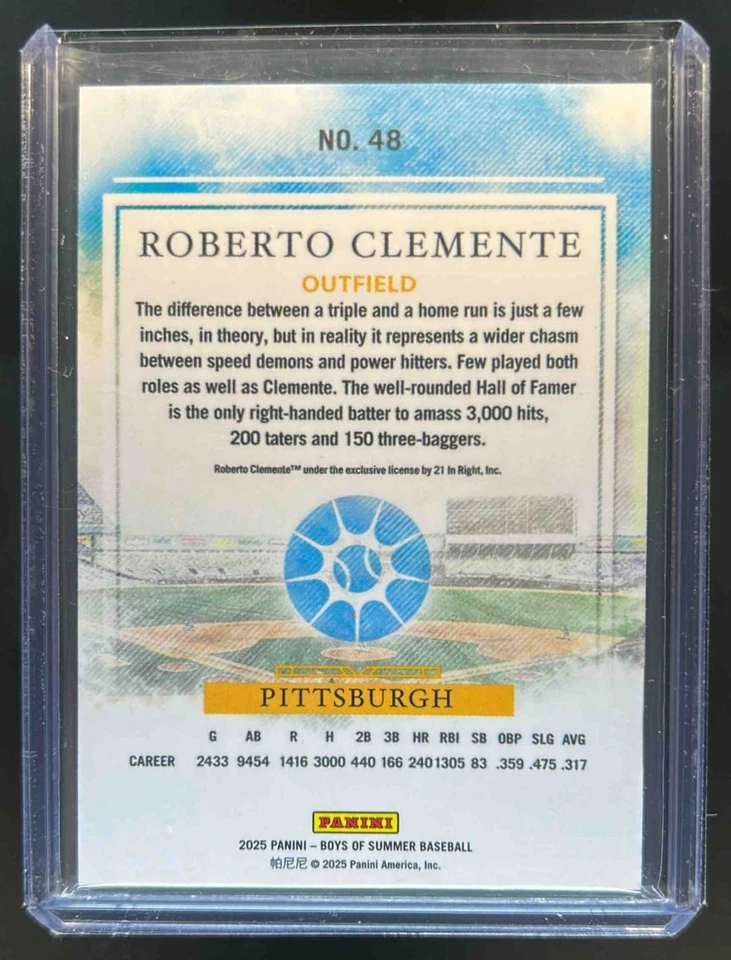 NO. 48
ROBERTO CLEMENTE
OUTFIELD
The difference between a triple and a home run is just a few
inches, in theory, but in reality it represents a wider chasm
between speed demons and power hitters. Few played both
roles as well as Clemente. The well-rounded Hall of Famer
is the only right-handed batter to amass 3,000 hits,
200 taters and 150 three-baggers.
Roberto Clemente™ under the exclusive license by 21 In Right, Inc.
PITTSBURGH
G AB R H 2B 3B HR RBI SB OBP SLG AVG
CAREER 2433 9454 1416 3000 440 166 240 1305 83 .359 .475 .317
PANINI
2025 PANINI – BOYS OF SUMMER BASEBALL
帕尼尼 © 2025 Panini America, Inc.